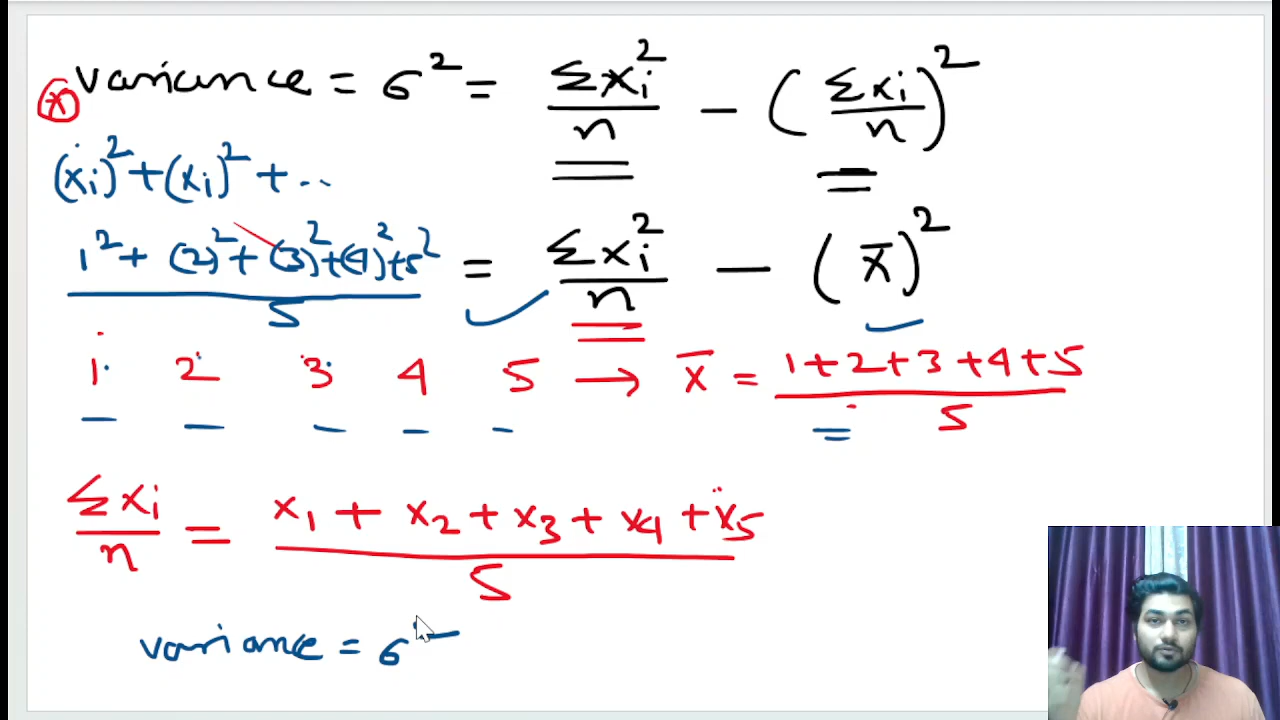 * variance = σ² = Σxi²/n − (Σxi/n)²
(xi)² + (xi)² + ..
1² + (2)² + (3)² + (4)² + 5² / 5 = Σxi²/n − (x̄)²
1 2 3 4 5 → x̄ = 1+2+3+4+5 / 5
Σxi/n = x₁ + x₂ + x₃ + x₄ + x₅ / 5
variance = σ²